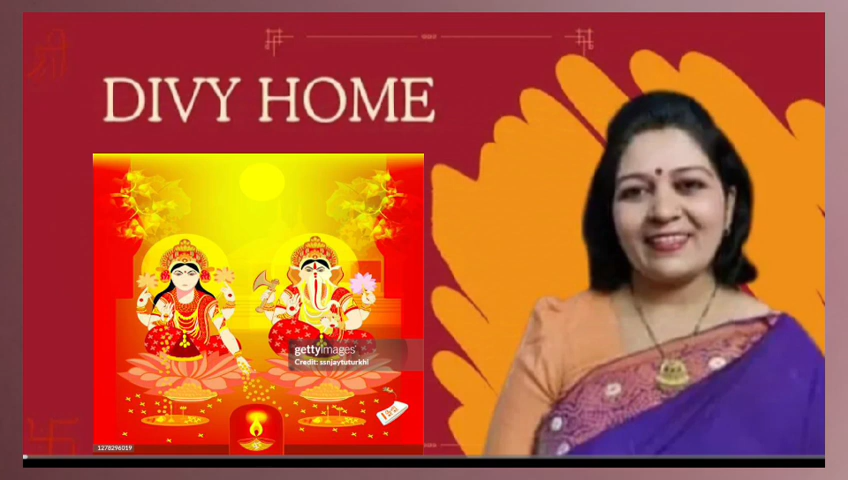 श्री
DIVY HOME
gettyimages
Credit: ssnjaytuturkhi
1278296019